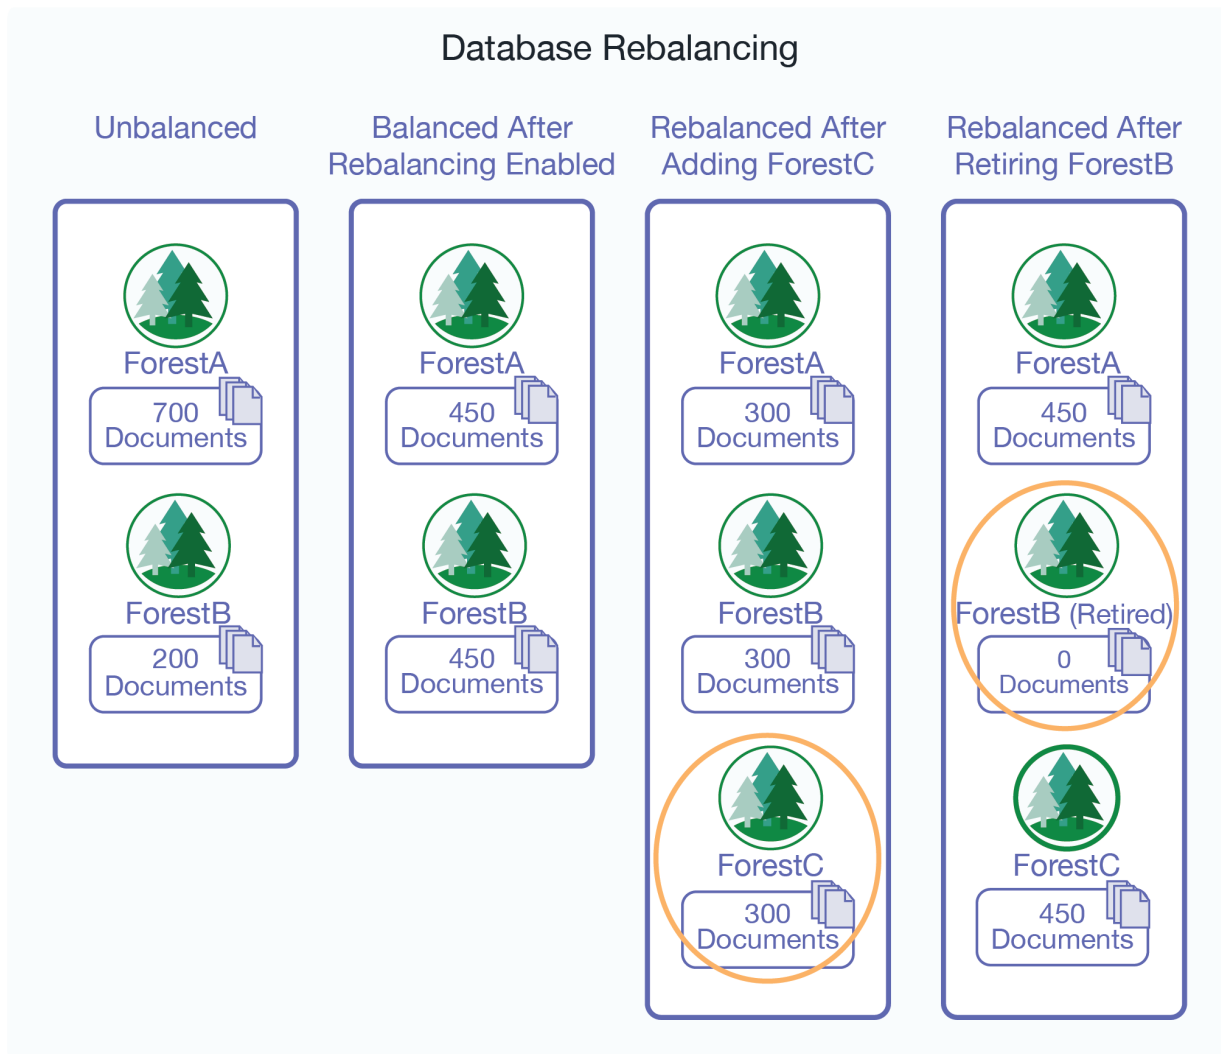 Database Rebalancing
Unbalanced
ForestA
700
Documents
ForestB
200
Documents
Balanced After
Rebalancing Enabled
ForestA
450
Documents
ForestB
450
Documents
Rebalanced After
Adding ForestC
ForestA
300
Documents
ForestB
300
Documents
ForestC
300
Documents
Rebalanced After
Retiring ForestB
ForestA
450
Documents
ForestB (Retired)
0
Documents
ForestC
450
Documents